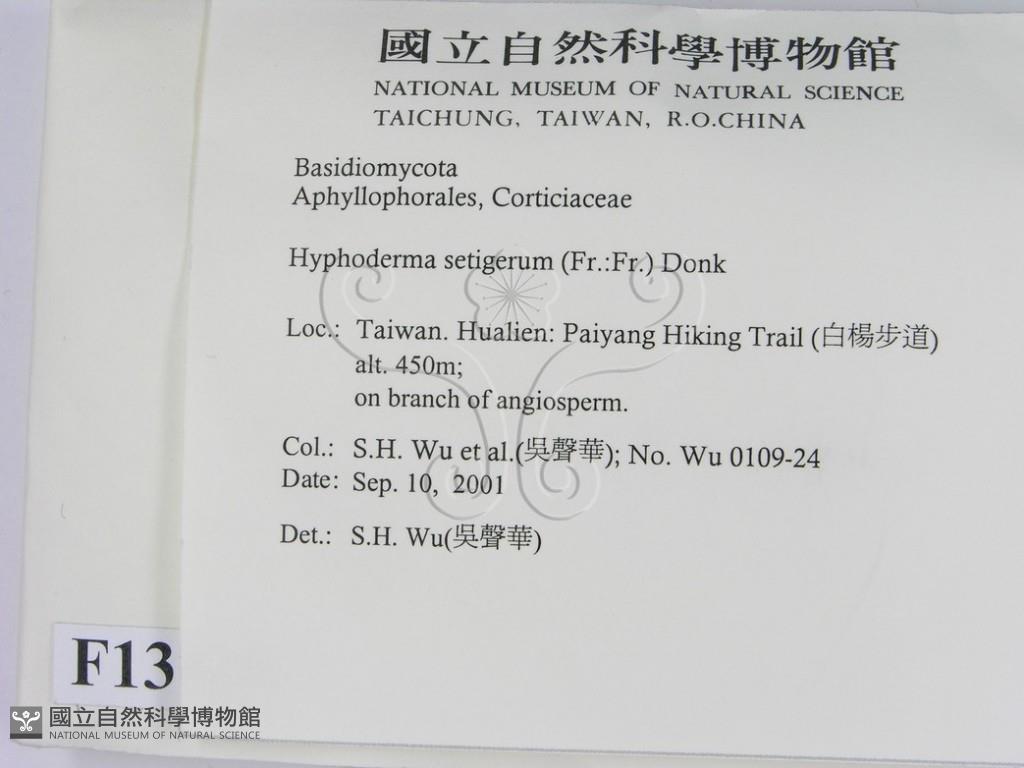 國立自然科學博物館
NATIONAL MUSEUM OF NATURAL SCIENCE
TAICHUNG, TAIWAN, R.O.CHINA
Basidiomycota
Aphyllophorales, Corticiaceae
Hyphoderma setigerum (Fr.:Fr.) Donk
Loc.: Taiwan. Hualien: Paiyang Hiking Trail (白楊步道)
alt. 450m;
on branch of angiosperm.
Col.: S.H. Wu et al.(吳聲華); No. Wu 0109-24
Date: Sep. 10, 2001
Det.: S.H. Wu(吳聲華)
F13
國立自然科學博物館
NATIONAL MUSEUM OF NATURAL SCIENCE